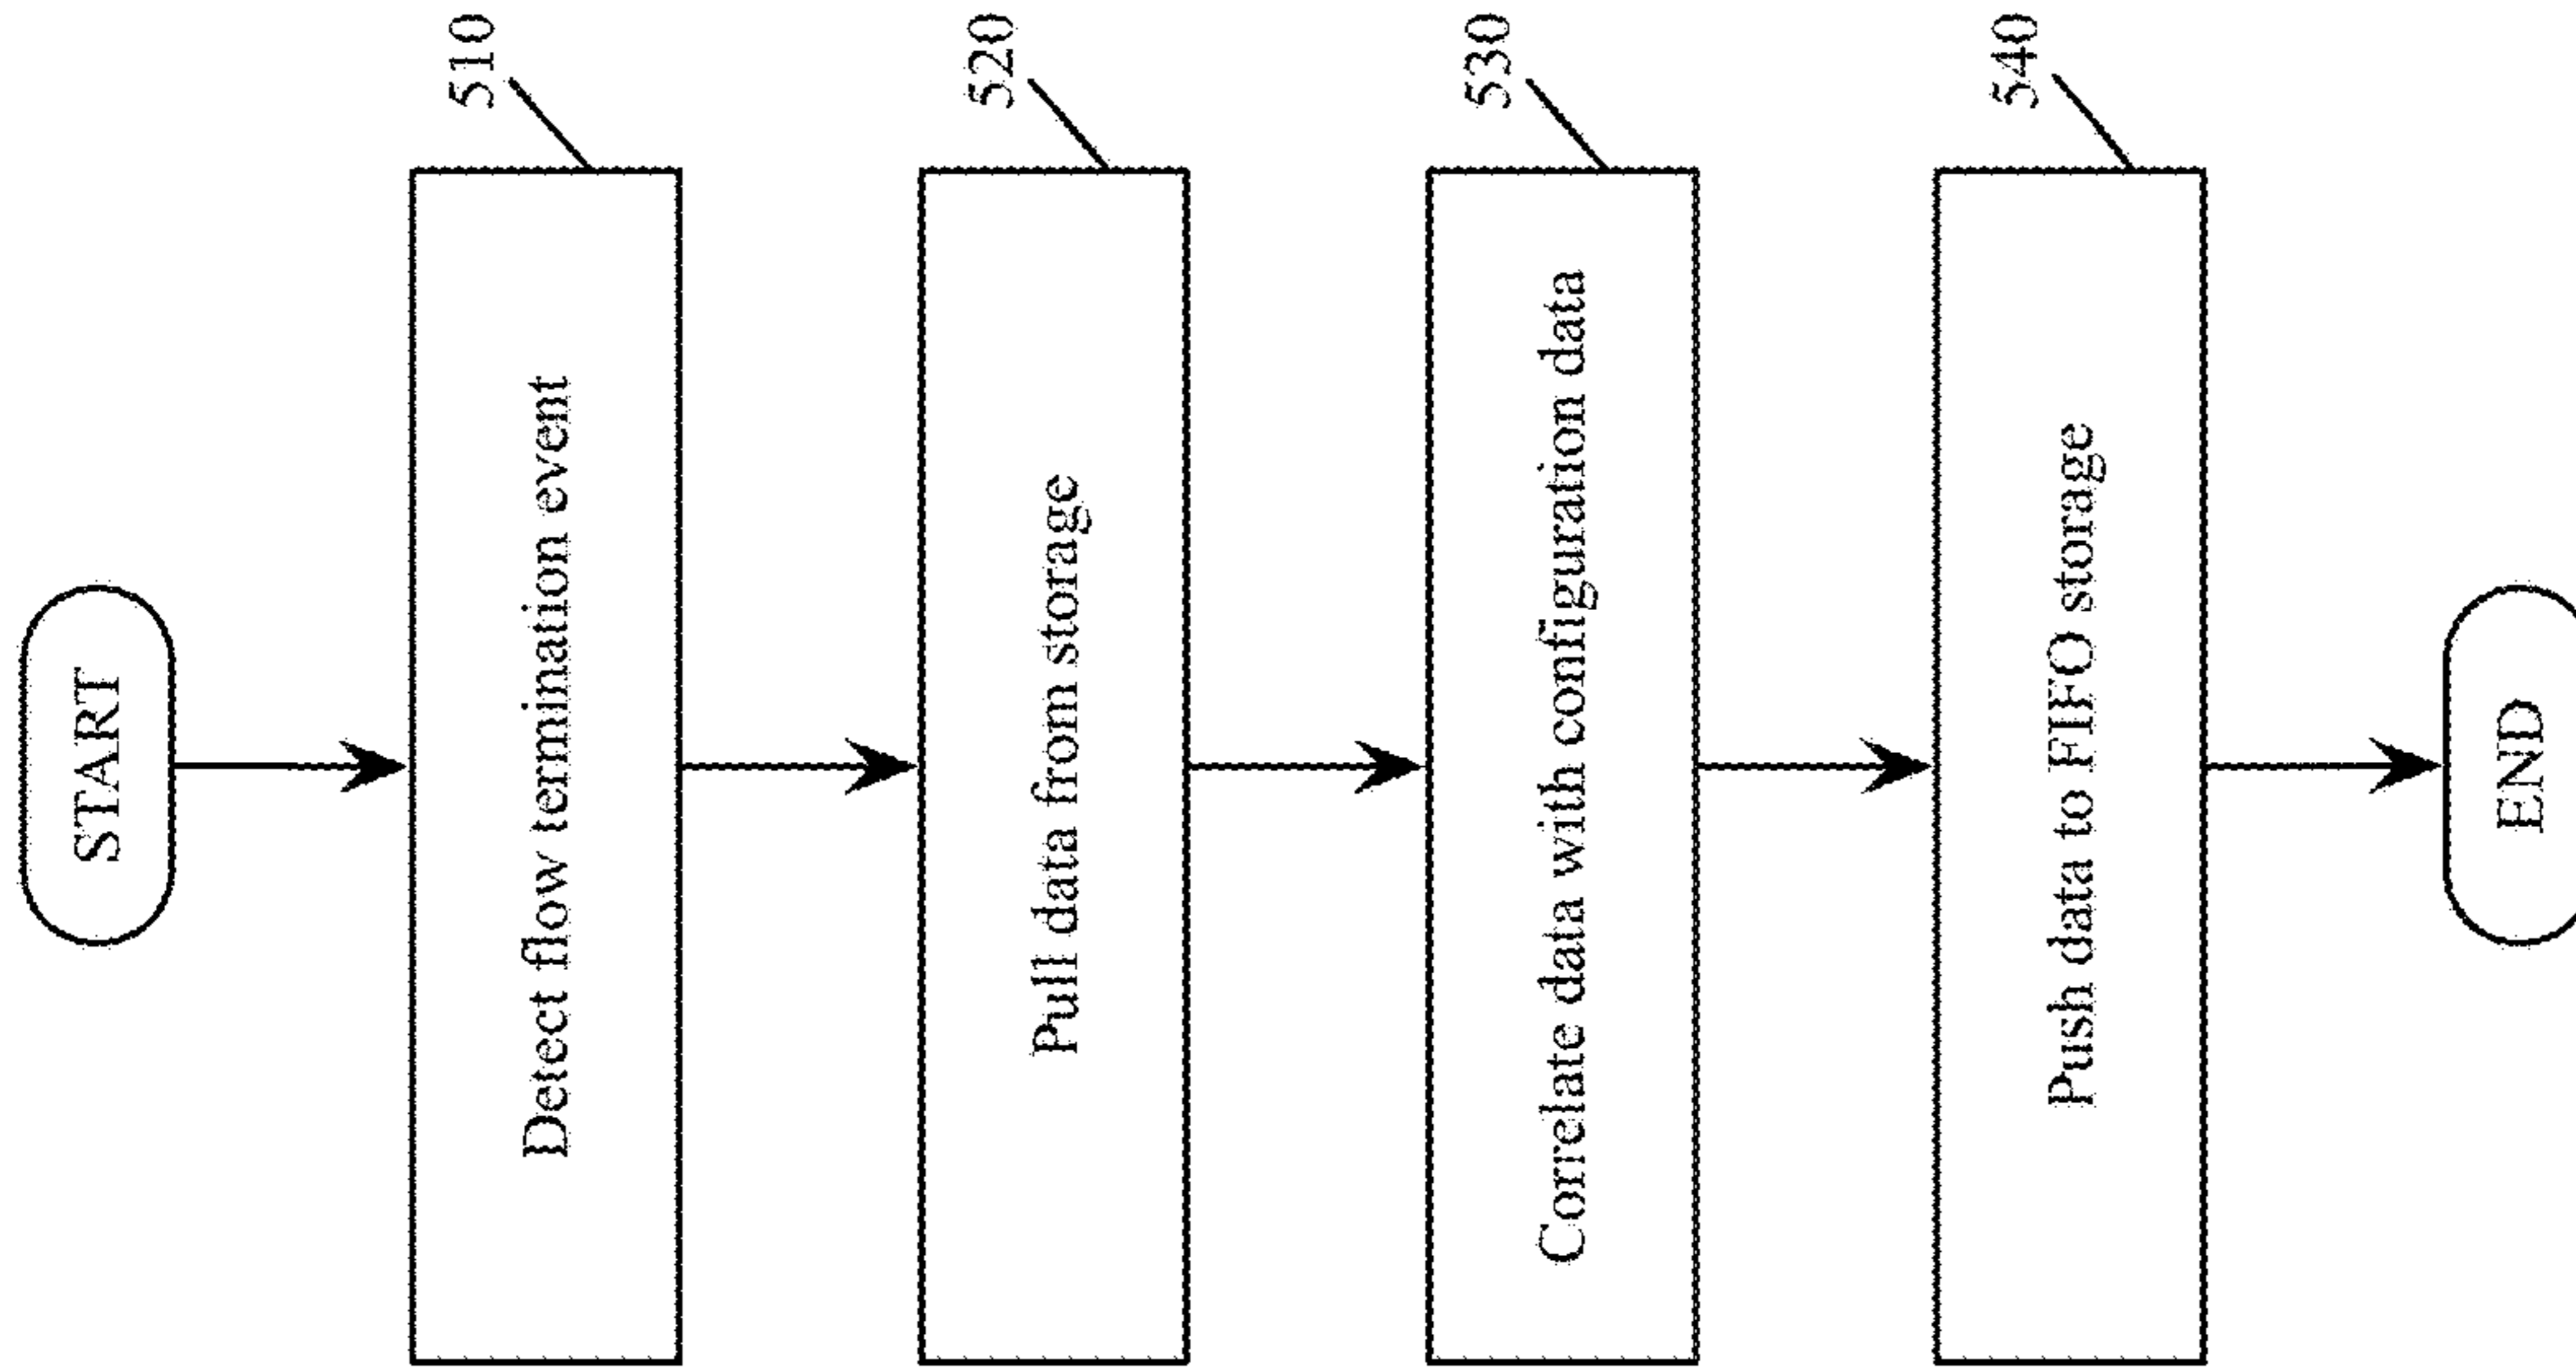 START
510
Detect flow termination event
520
Pull data from storage
530
Correlate data with configuration data
540
Push data to FIFO storage
END